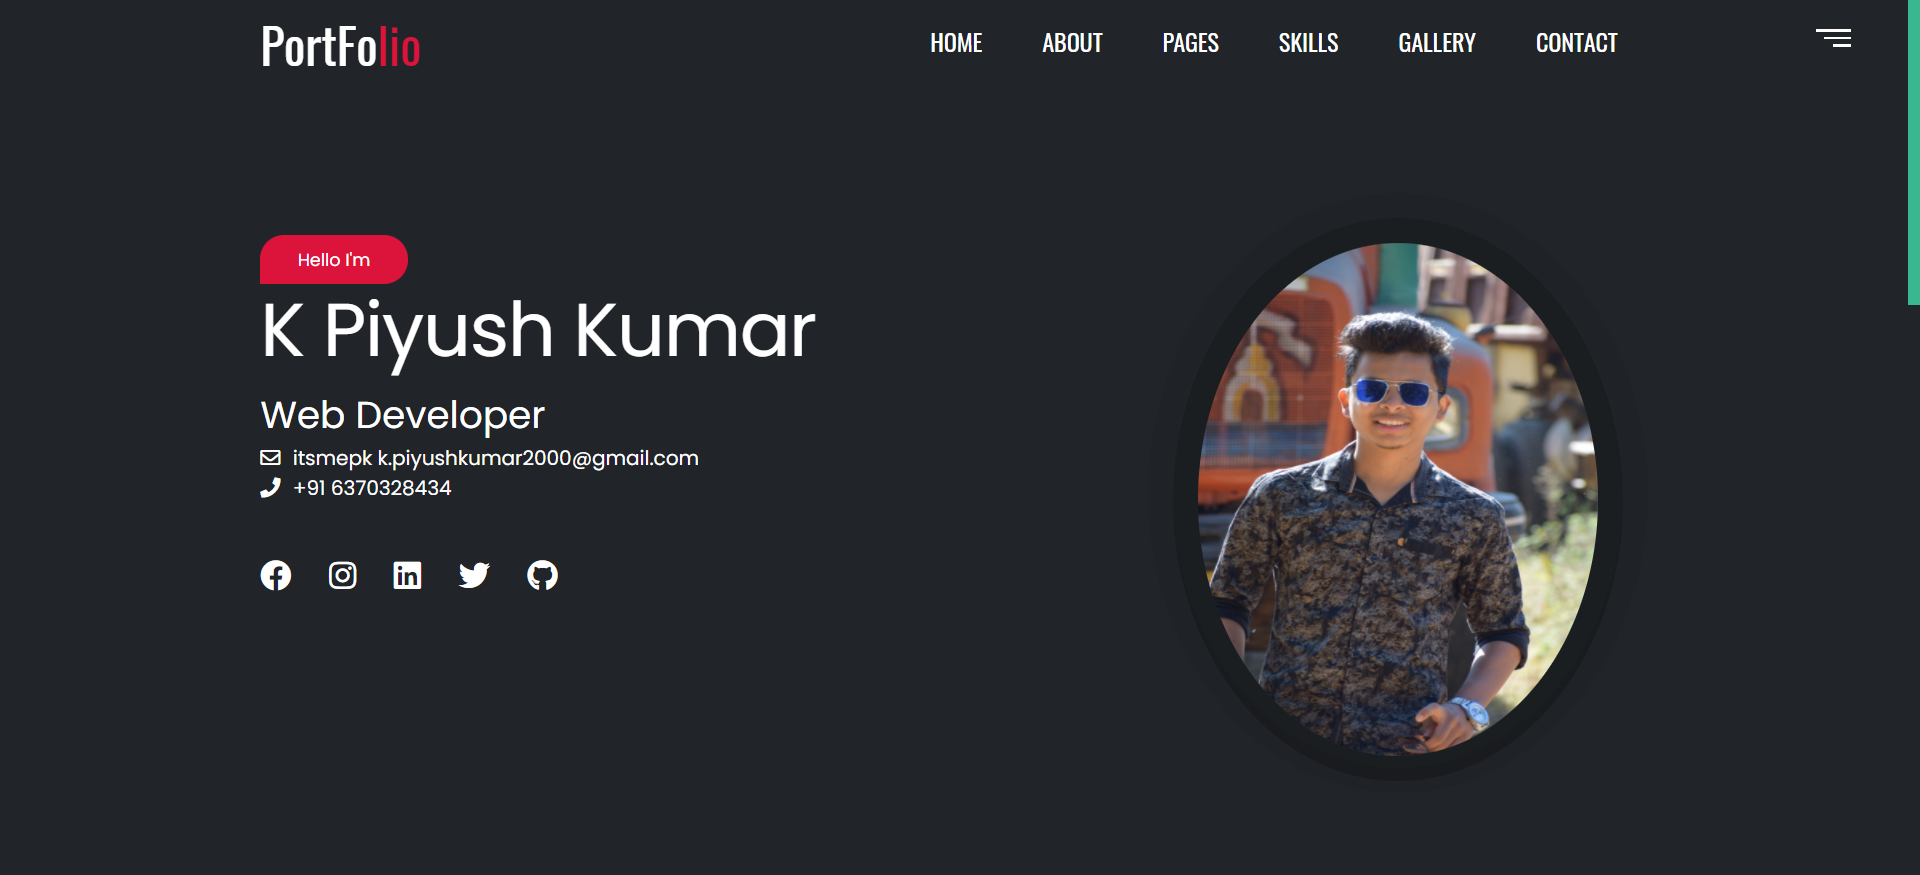 PortFolio
HOME ABOUT PAGES SKILLS GALLERY CONTACT
Hello I'm
K Piyush Kumar
Web Developer
itsmepk k.piyushkumar2000@gmail.com
+91 6370328434